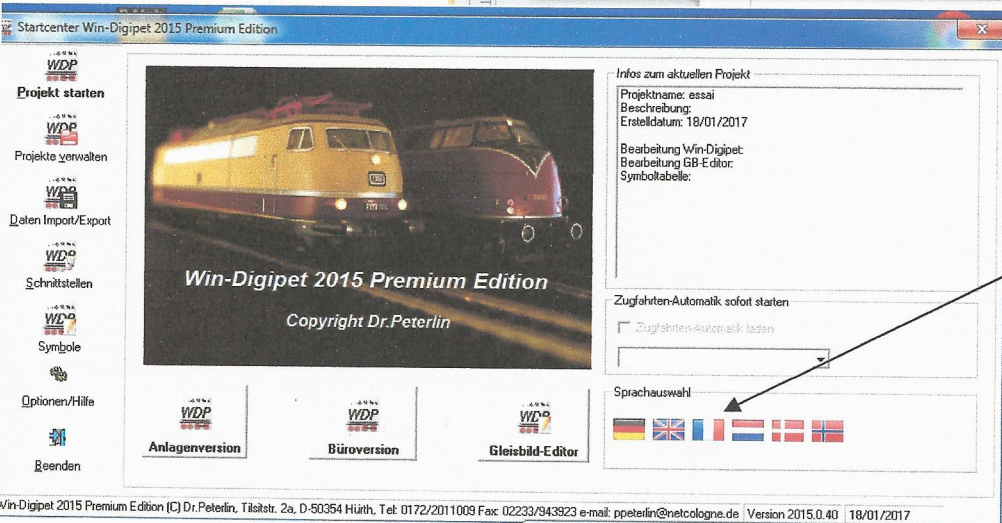 Startcenter Win-Digipet 2015 Premium Edition
WDP
Projekt starten
WDP
Projekte verwalten
WDP
Daten Import/Export
WDP
Schnittstellen
WDP
Symbole
Optionen/Hilfe
Beenden
Win-Digipet 2015 Premium Edition
Copyright Dr.Peterlin
WDP
Anlagenversion
WDP
Büroversion
WDP
Gleisbild-Editor
Infos zum aktuellen Projekt
Projektname: essai
Beschreibung:
Erstelldatum: 18/01/2017
Bearbeitung Win-Digipet:
Bearbeitung GB-Editor:
Symboltabelle:
Zugfahrten-Automatik sofort starten
Zugfahrten-Automatik laden
Sprachauswahl
Win-Digipet 2015 Premium Edition (C) Dr.Peterlin, Tilsitstr. 2a, D-50354 Hürth, Tel: 0172/2011009 Fax: 02233/943923 e-mail: ppeterlin@netcologne.de Version 2015.0.40 18/01/2017